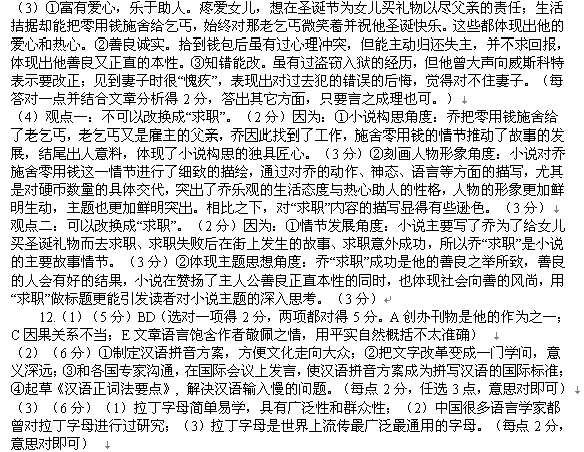 （3）①富有爱心，乐于助人。疼爱女儿，想在圣诞节为女儿买礼物以尽父亲的责任；生活
拮据却能把零用钱施舍给乞丐，始终对那老乞丐微笑着并祝他圣诞快乐。这些都体现出他的
爱心和热心。②善良诚实。拾到钱包后虽有过心理冲突，但能主动归还失主，并不求回报，
体现出他善良又正直的本性。③知错能改。虽有过盗窃入狱的经历，但他曾大声向威斯科特
表示要改正；见到妻子时很“愧疚”，表现出对过去犯的错误的后悔，觉得对不住妻子。（每
答对一点并结合文章分析得 2 分，答出其它方面，只要言之成理也可。）↓
（4）观点一：不可以改换成“求职”。（2 分）因为：①小说构思角度：乔把零用钱施舍给
了老乞丐，老乞丐又是雇主的父亲，乔因此找到了工作，施舍零用钱的情节推动了故事的发
展，结尾出人意料，体现了小说构思的独具匠心。（3 分）②刻画人物形象角度：小说对乔
施舍零用钱这一情节进行了细致的描绘，通过对乔的动作、神态、语言等方面的描写，尤其
是对硬币数量的具体交代，突出了乔乐观的生活态度与热心助人的性格，人物的形象更加鲜
明生动，主题也更加鲜明突出。相比之下，对“求职”内容的描写显得有些逊色。（3 分）↓
观点二：可以改换成“求职”。（2 分）因为：①情节发展角度：小说主要写了乔为了给女儿
买圣诞礼物而去求职、求职失败后在街上发生的故事、求职意外成功，所以乔“求职”是小说
的主要故事情节。（3 分）②体现主题思想角度：乔“求职”成功是他的善良之举所致，善良
的人会有好的结果，小说在赞扬了主人公善良正直本性的同时，也体现社会向善的风尚，用
“求职”做标题更能引发读者对小说主题的深入思考。（3 分）↓
12.（1）（5 分）BD（选对一项得 2 分，两项都对得 5 分。A 创办刊物是他的作为之一；
C 因果关系不当；E 文章语言饱含作者敬佩之情，用平实自然概括不太准确）↓
（2）（6 分）①制定汉语拼音方案，方便文化走向大众；②把文字改革变成一门学问，意
义深远；③和各国专家沟通，在国际会议上发言，使汉语拼音方案成为拼写汉语的国际标准；
④起草《汉语正词法要点》，解决汉语输入慢的问题。（每点 2 分，任选 3 点，意思对即可）
（3）（6 分）（1）拉丁字母简单易学，具有广泛性和群众性；（2）中国很多语言学家都
曾对拉丁字母进行过研究；（3）拉丁字母是世界上流传最广泛最通用的字母。（每点 2 分，
意思对即可）↓